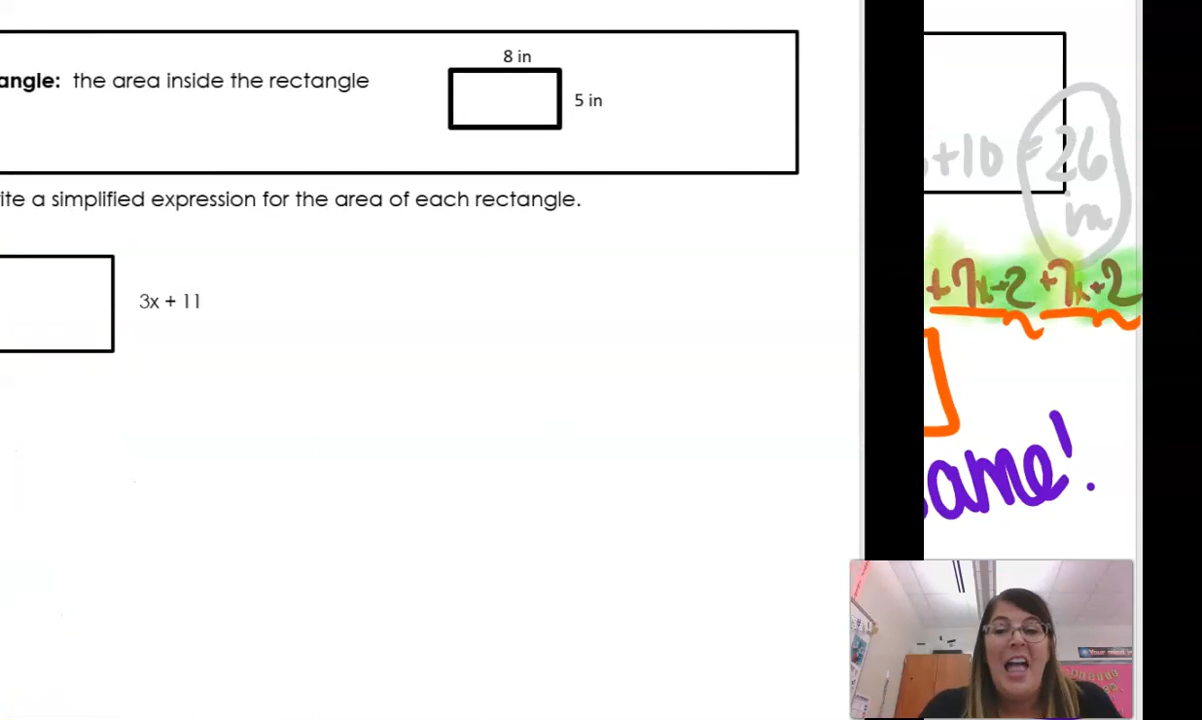 8 in
angle: the area inside the rectangle
5 in
ite a simplified expression for the area of each rectangle.
3x + 11
+10 = 26
in
+7x+2 +7x+2
ame!